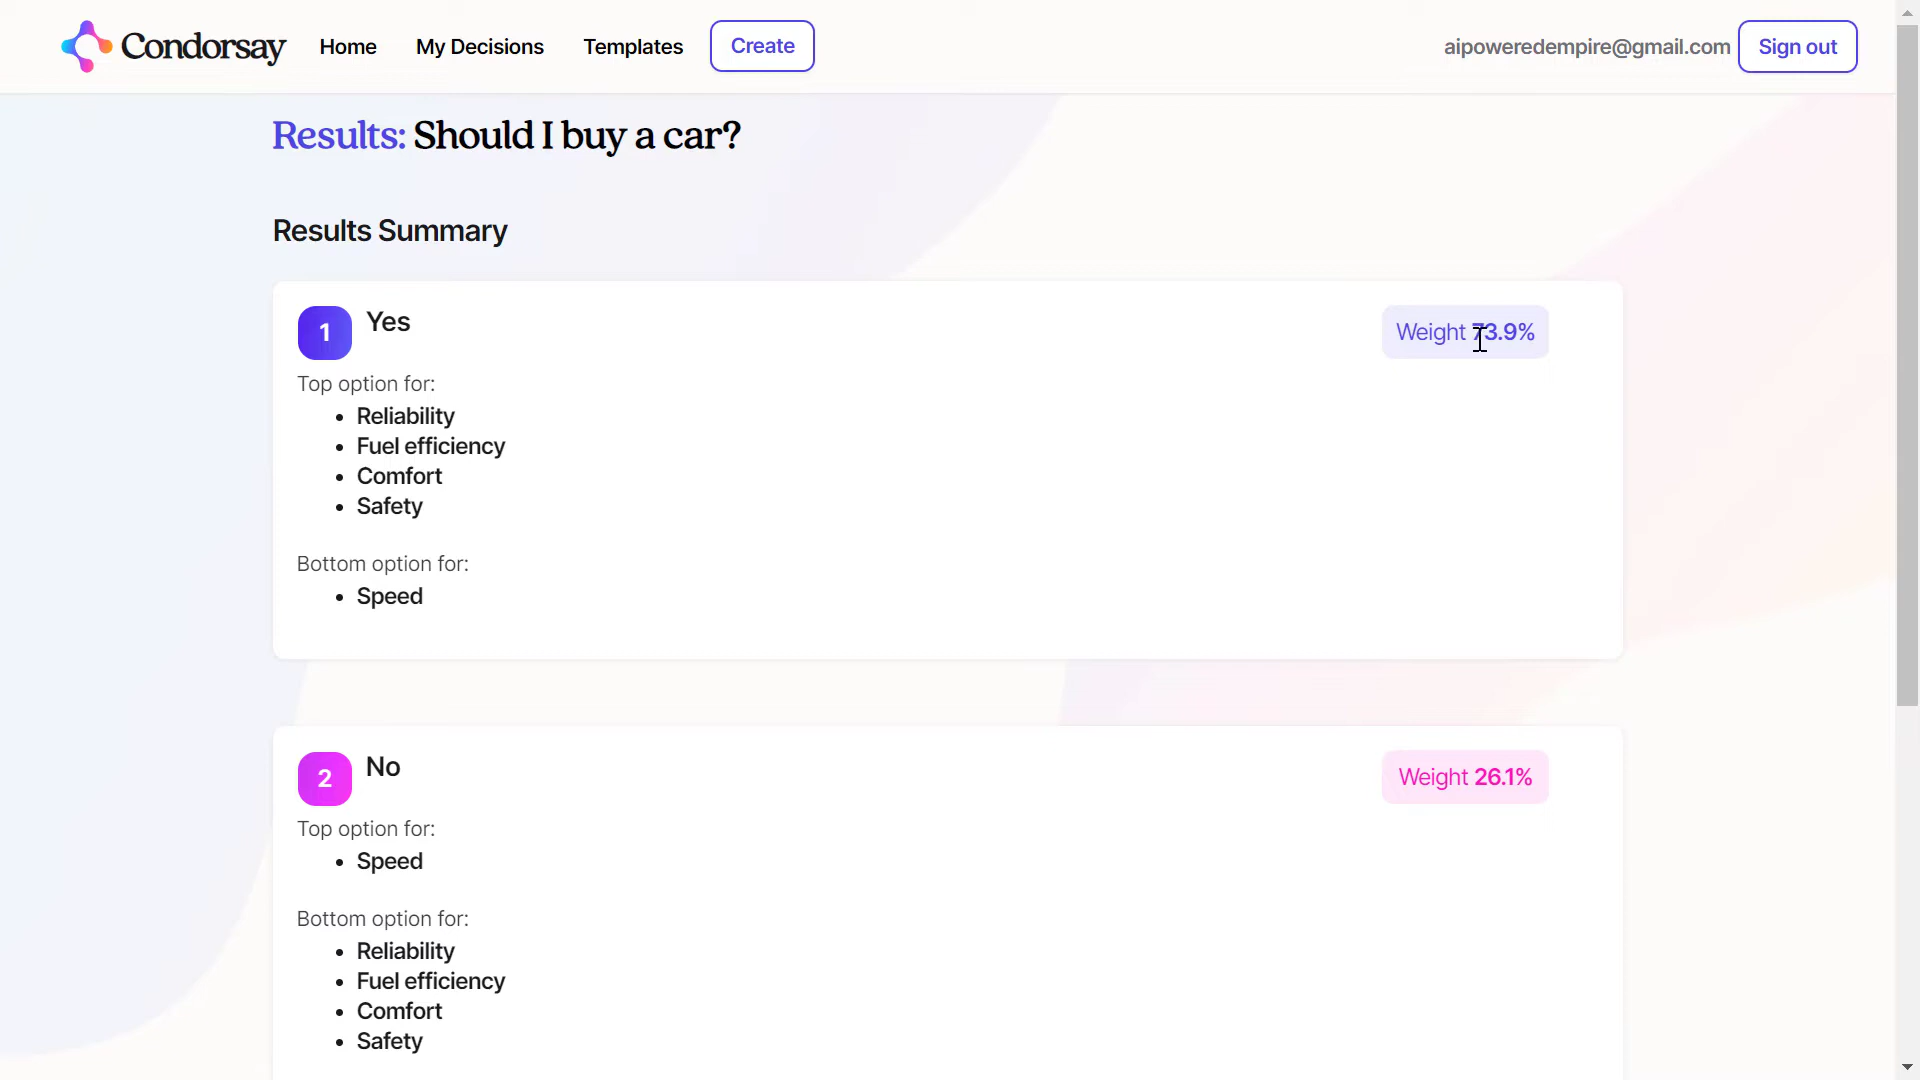 Condorsay Home My Decisions Templates Create aipoweredempire@gmail.com Sign out
Results: Should I buy a car?
Results Summary
1 Yes Weight 73.9%
Top option for:
• Reliability
• Fuel efficiency
• Comfort
• Safety
Bottom option for:
• Speed
2 No Weight 26.1%
Top option for:
• Speed
Bottom option for:
• Reliability
• Fuel efficiency
• Comfort
• Safety